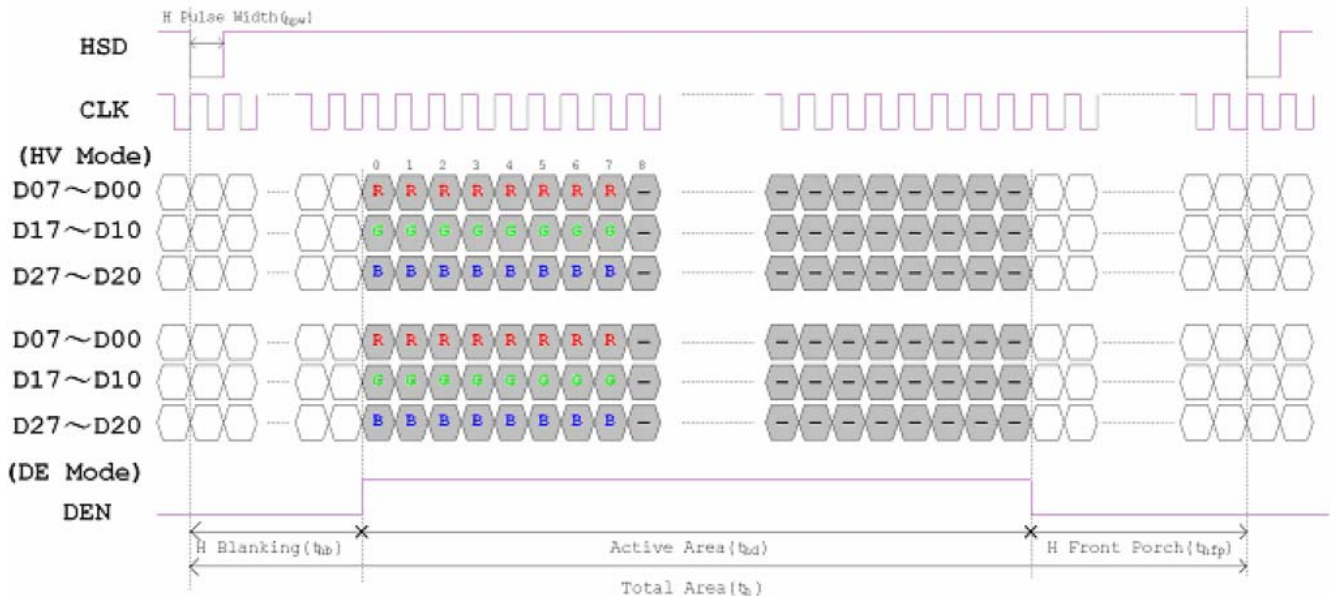 H Pulse Width(thpw)
HSD
CLK
(HV Mode)
0 1 2 3 4 5 6 7 8
D07~D00 R R R R R R R R - - - - - - - - -
D17~D10 G G G G G G G G - - - - - - - - -
D27~D20 B B B B B B B B - - - - - - - - -
D07~D00 R R R R R R R R - - - - - - - - -
D17~D10 G G G G G G G G - - - - - - - - -
D27~D20 B B B B B B B B - - - - - - - - -
(DE Mode)
DEN
H Blanking(thb) Active Area(thd) H Front Porch(thfp)
Total Area(th)